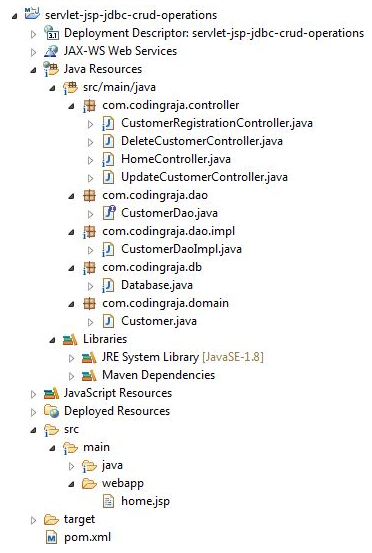 servlet-jsp-jdbc-crud-operations
3.1 Deployment Descriptor: servlet-jsp-jdbc-crud-operations
JAX-WS Web Services
Java Resources
src/main/java
com.codingraja.controller
CustomerRegistrationController.java
DeleteCustomerController.java
HomeController.java
UpdateCustomerController.java
com.codingraja.dao
CustomerDao.java
com.codingraja.dao.impl
CustomerDaoImpl.java
com.codingraja.db
Database.java
com.codingraja.domain
Customer.java
Libraries
JRE System Library [JavaSE-1.8]
Maven Dependencies
JavaScript Resources
Deployed Resources
src
main
java
webapp
home.jsp
target
pom.xml